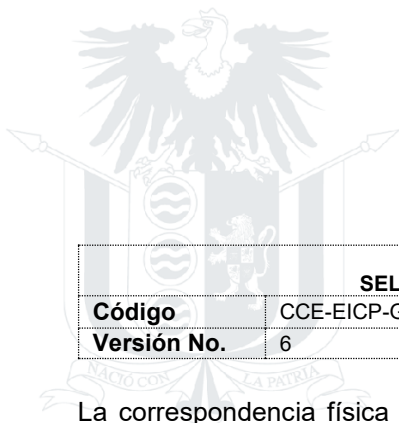 SEL
Código CCE-EICP-G
Versión No. 6
NACIÓ CON LA PATRIA
La correspondencia física